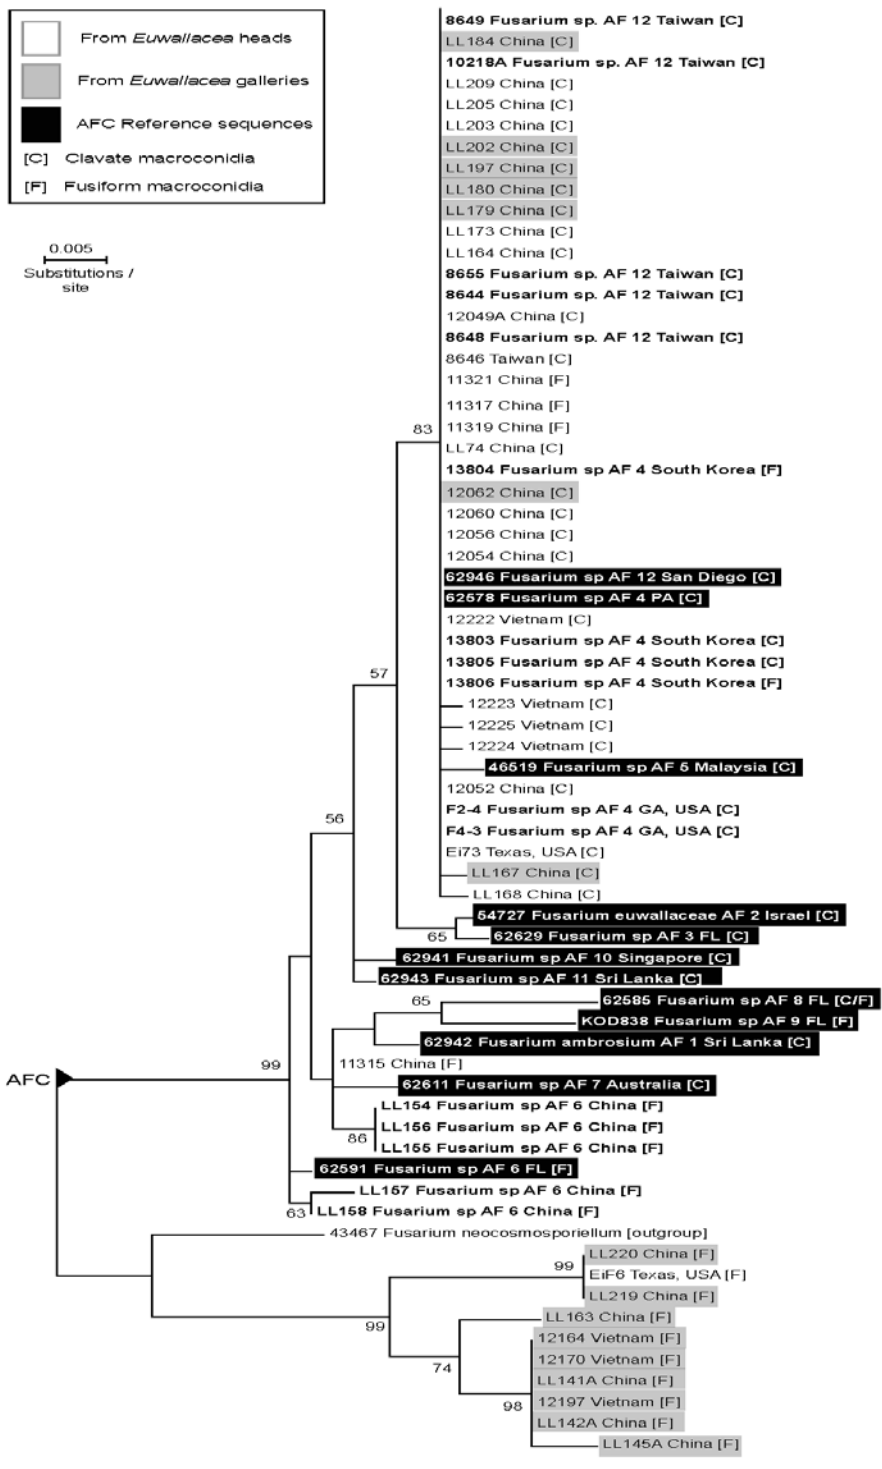 From Euwallacea heads
From Euwallacea galleries
AFC Reference sequences
[C] Clavate macroconidia
[F] Fusiform macroconidia
0.005
Substitutions /
site
8649 Fusarium sp. AF 12 Taiwan [C]
LL184 China [C]
10218A Fusarium sp. AF 12 Taiwan [C]
LL209 China [C]
LL205 China [C]
LL203 China [C]
LL202 China [C]
LL197 China [C]
LL180 China [C]
LL179 China [C]
LL173 China [C]
LL164 China [C]
8655 Fusarium sp. AF 12 Taiwan [C]
8644 Fusarium sp. AF 12 Taiwan [C]
12049A China [C]
8648 Fusarium sp. AF 12 Taiwan [C]
8646 Taiwan [C]
11321 China [F]
11317 China [F]
11319 China [F]
83
LL74 China [C]
13804 Fusarium sp AF 4 South Korea [F]
12062 China [C]
12060 China [C]
12056 China [C]
12054 China [C]
62946 Fusarium sp AF 12 San Diego [C]
62578 Fusarium sp AF 4 PA [C]
12222 Vietnam [C]
13803 Fusarium sp AF 4 South Korea [C]
13805 Fusarium sp AF 4 South Korea [C]
57
13806 Fusarium sp AF 4 South Korea [F]
12223 Vietnam [C]
12225 Vietnam [C]
12224 Vietnam [C]
46519 Fusarium sp AF 5 Malaysia [C]
12052 China [C]
F2-4 Fusarium sp AF 4 GA, USA [C]
56
F4-3 Fusarium sp AF 4 GA, USA [C]
Ei73 Texas, USA [C]
LL167 China [C]
LL168 China [C]
54727 Fusarium euwallaceae AF 2 Israel [C]
65
62629 Fusarium sp AF 3 FL [C]
62941 Fusarium sp AF 10 Singapore [C]
62943 Fusarium sp AF 11 Sri Lanka [C]
65
62585 Fusarium sp AF 8 FL [C/F]
KOD838 Fusarium sp AF 9 FL [F]
62942 Fusarium ambrosium AF 1 Sri Lanka [C]
99
11315 China [F]
AFC
62611 Fusarium sp AF 7 Australia [C]
LL154 Fusarium sp AF 6 China [F]
LL156 Fusarium sp AF 6 China [F]
86
LL155 Fusarium sp AF 6 China [F]
62591 Fusarium sp AF 6 FL [F]
LL157 Fusarium sp AF 6 China [F]
63
LL158 Fusarium sp AF 6 China [F]
43467 Fusarium neocosmosporiellum [outgroup]
LL220 China [F]
99
EiF6 Texas, USA [F]
LL219 China [F]
LL163 China [F]
99
12164 Vietnam [F]
12170 Vietnam [F]
74
LL141A China [F]
12197 Vietnam [F]
98
LL142A China [F]
LL145A China [F]